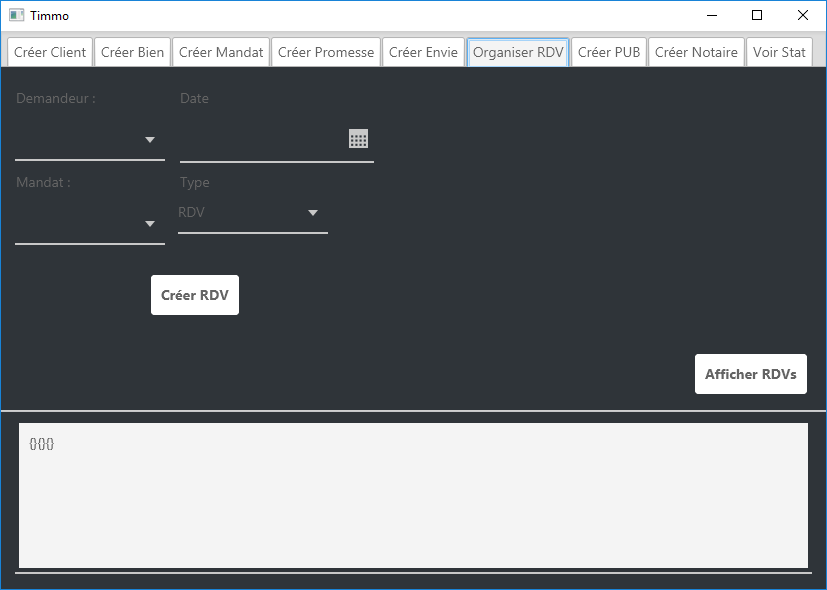 Timmo
Créer Client Créer Bien Créer Mandat Créer Promesse Créer Envie Organiser RDV Créer PUB Créer Notaire Voir Stat
Demandeur : Date
Mandat : Type
RDV
Créer RDV
Afficher RDVs
{}{}{}